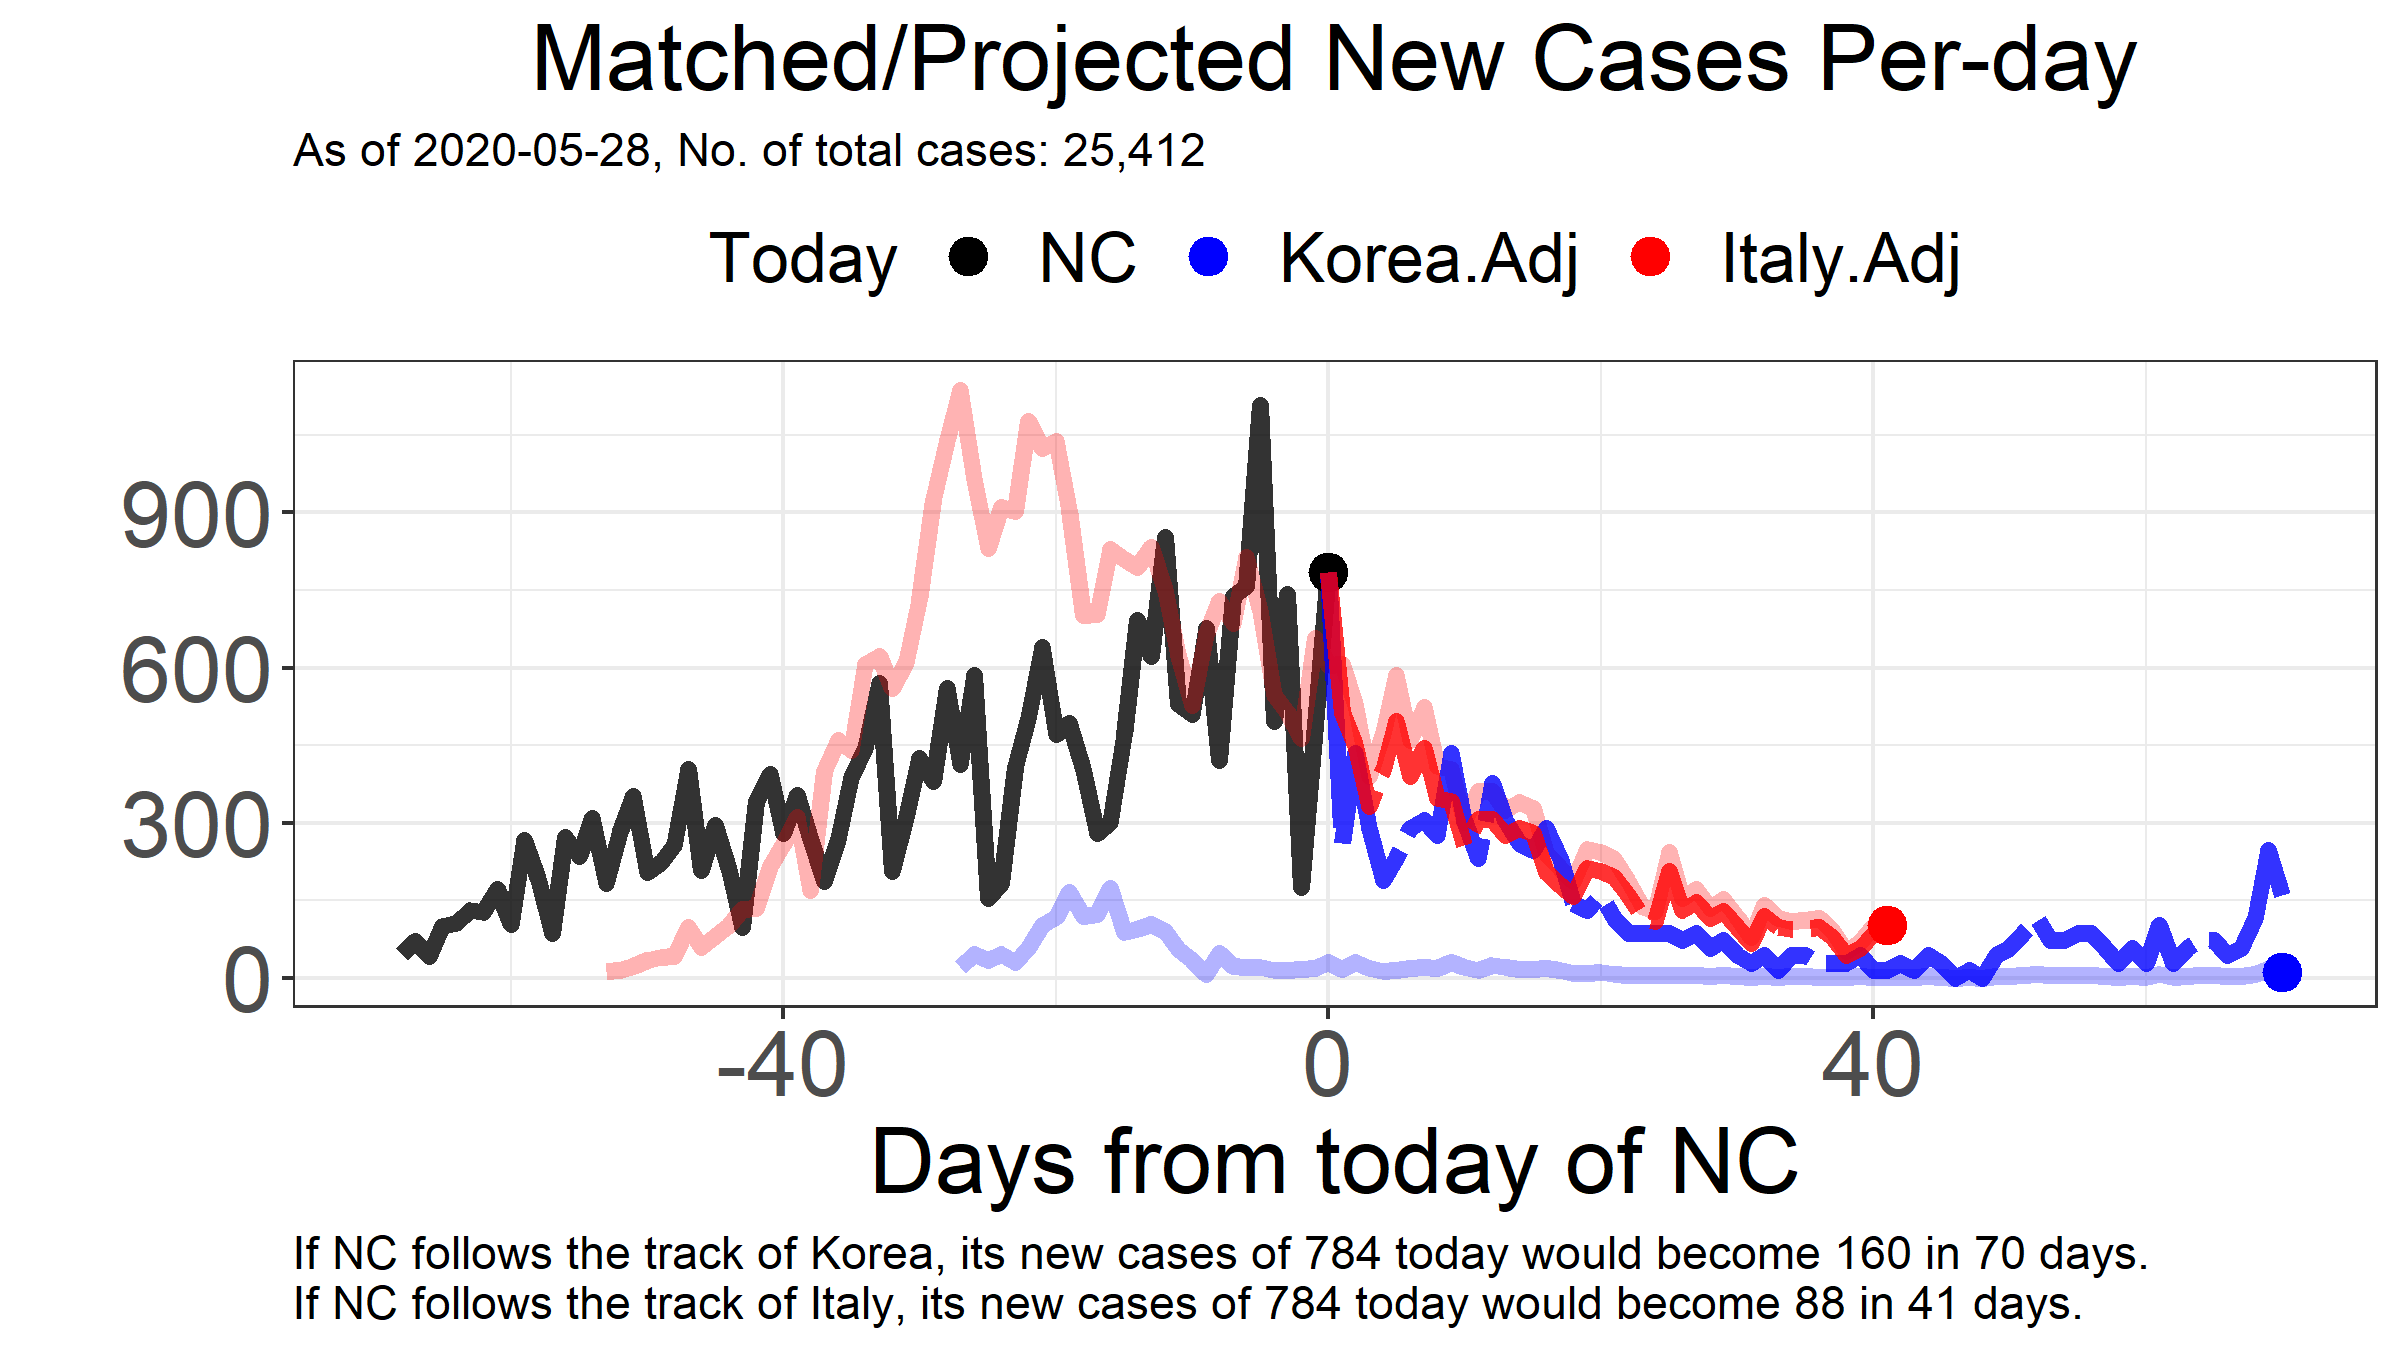 Matched/Projected New Cases Per-day
As of 2020-05-28, No. of total cases: 25,412
Today NC Korea.Adj Italy.Adj
900
600
300
0
-40 0 40
Days from today of NC
If NC follows the track of Korea, its new cases of 784 today would become 160 in 70 days.
If NC follows the track of Italy, its new cases of 784 today would become 88 in 41 days.